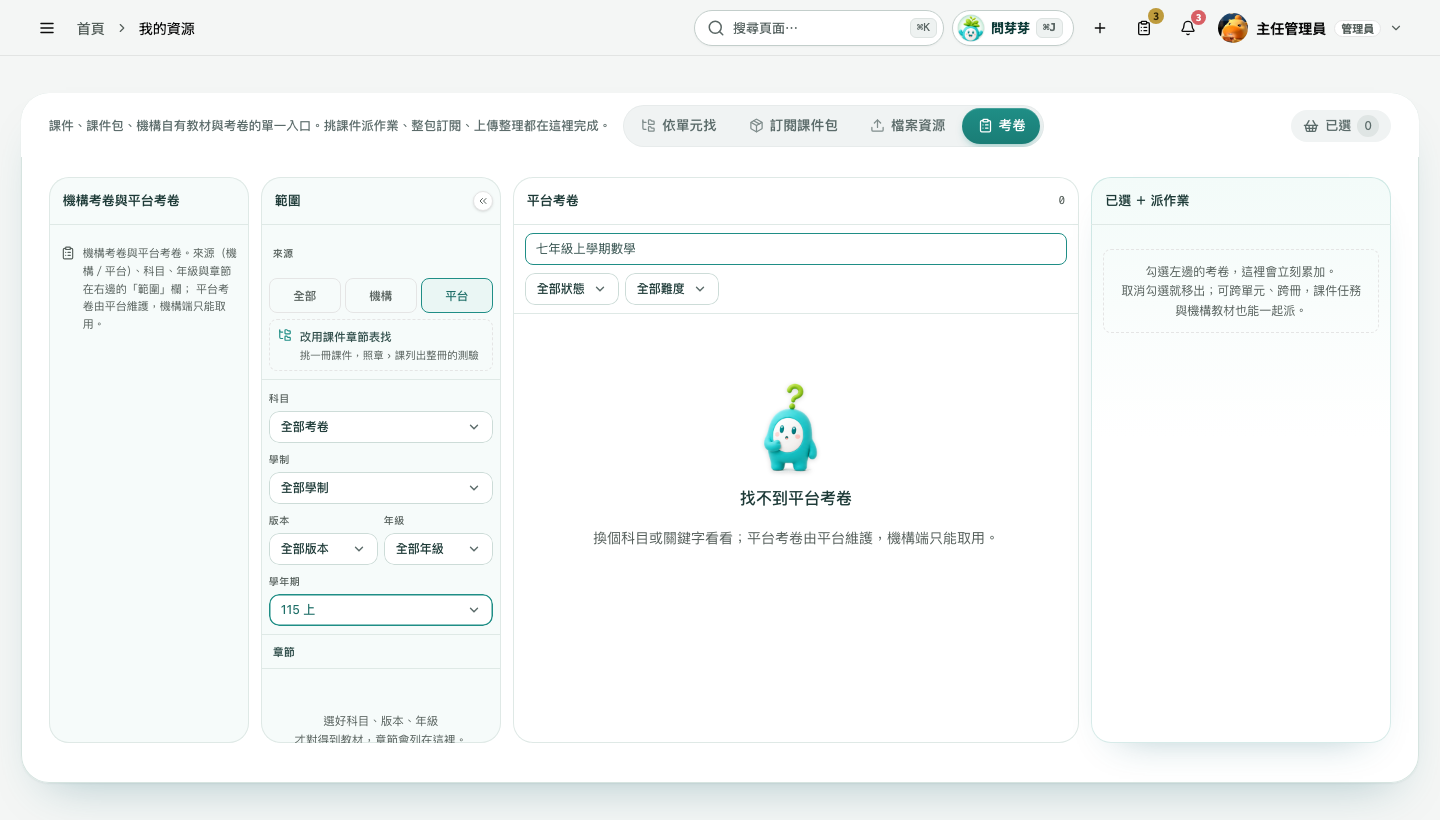 首頁 > 我的資源
搜尋頁面… ⌘K
問芽芽 ⌘J
3
3
主任管理員 管理員
課件、課件包、機構自有教材與考卷的單一入口。挑課件派作業、整包訂閱、上傳整理都在這裡完成。
依單元找
訂閱課件包
檔案資源
考卷
已選 0
機構考卷與平台考卷
機構考卷與平台考卷。來源（機
構 / 平台）、科目、年級與章節
在右邊的「範圍」欄； 平台考
卷由平台維護，機構端只能取
用。
範圍
來源
全部 機構 平台
改用課件章節表找
挑一冊課件，照章 › 課列出整冊的測驗
科目
全部考卷
學制
全部學制
版本 年級
全部版本 全部年級
學年期
115 上
章節
選好科目、版本、年級
才對得到教材，章節會列在這裡。
平台考卷 0
七年級上學期數學
全部狀態 全部難度
找不到平台考卷
換個科目或關鍵字看看；平台考卷由平台維護，機構端只能取用。
已選 + 派作業
勾選左邊的考卷，這裡會立刻累加。
取消勾選就移出；可跨單元、跨冊，課件任務
與機構教材也能一起派。